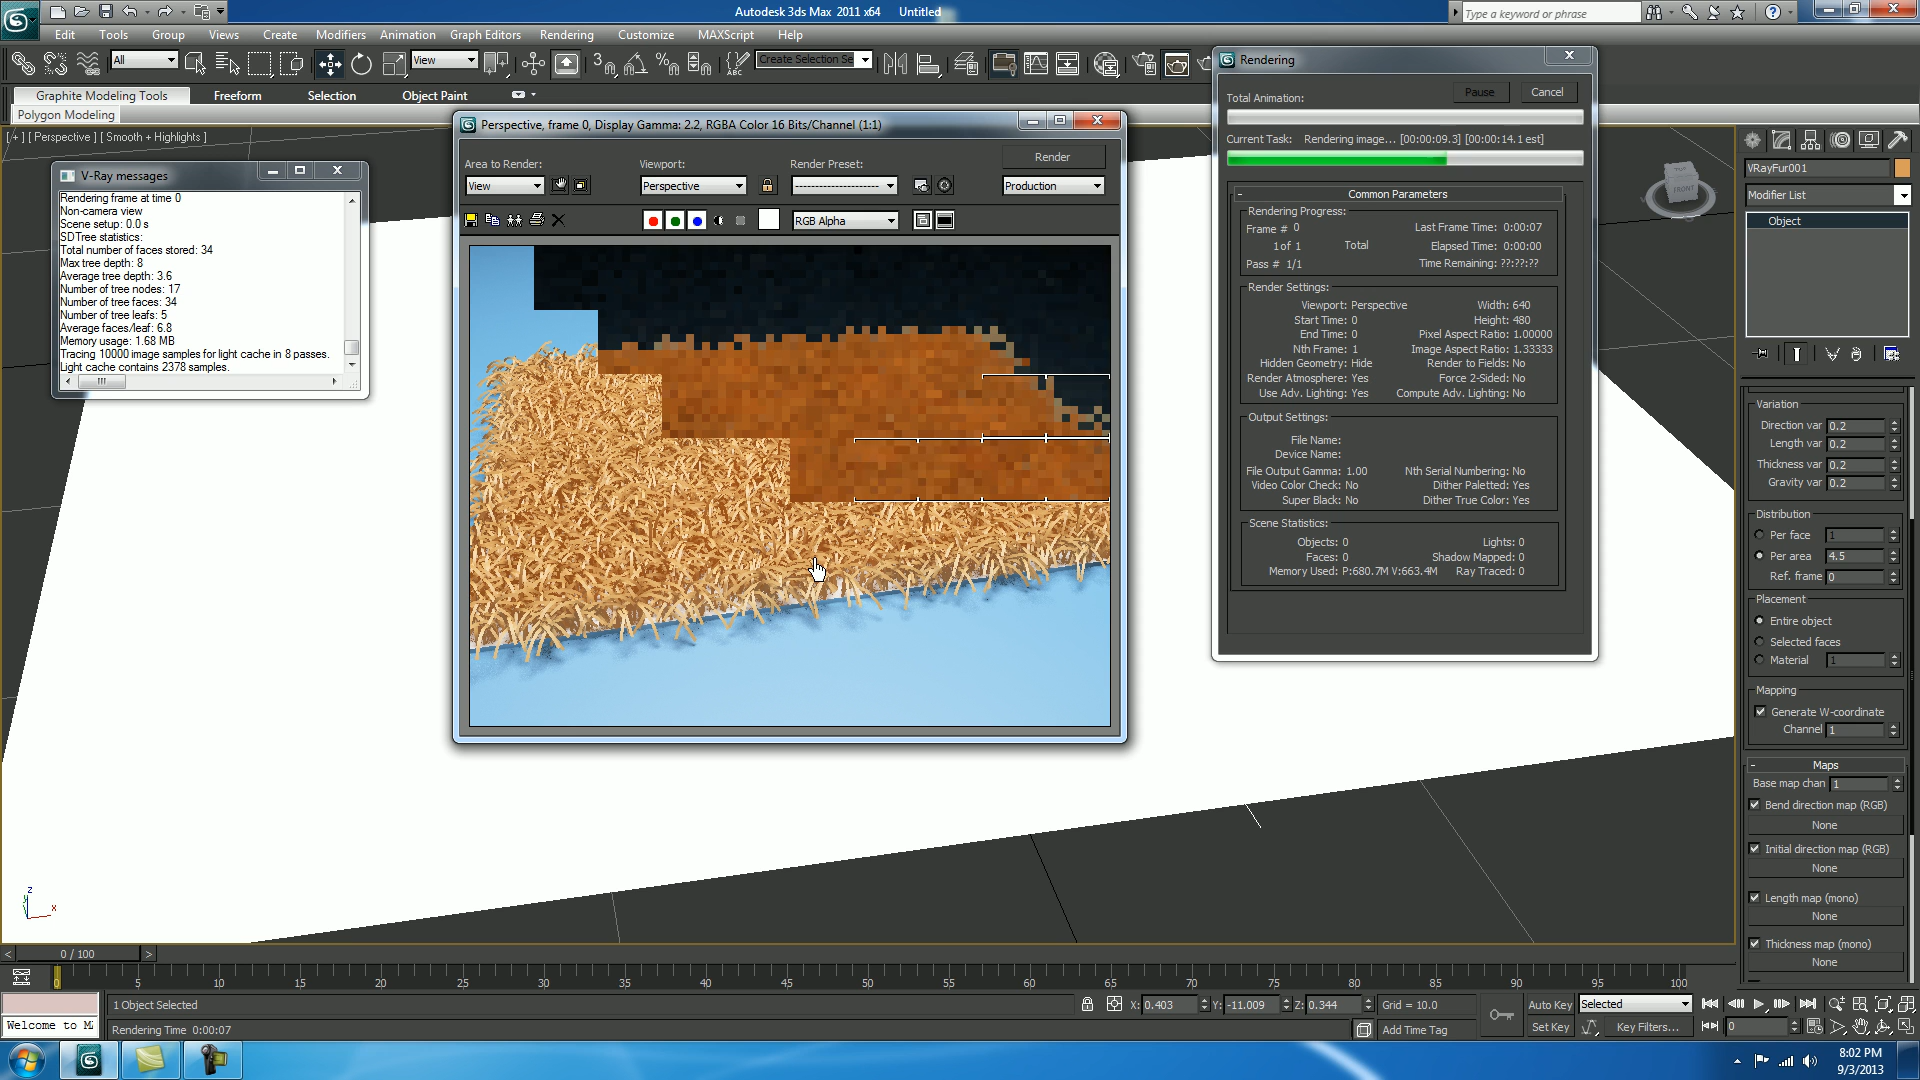 Autodesk 3ds Max 2011 x64 Untitled
Type a keyword or phrase
Edit Tools Group Views Create Modifiers Animation Graph Editors Rendering Customize MAXScript Help
All
View
Create Selection Se
Graphite Modeling Tools Freeform Selection Object Paint
Polygon Modeling
[ + ] [ Perspective ] [ Smooth + Highlights ]
V-Ray messages
Rendering frame at time 0
Non-camera view
Scene setup: 0.0 s
SDTree statistics:
Total number of faces stored: 34
Max tree depth: 8
Average tree depth: 3.6
Number of tree nodes: 17
Number of tree faces: 34
Number of tree leafs: 5
Average faces/leaf: 6.8
Memory usage: 1.68 MB
Tracing 10000 image samples for light cache in 8 passes.
Light cache contains 2378 samples.
Perspective, frame 0, Display Gamma: 2.2, RGBA Color 16 Bits/Channel (1:1)
Area to Render:
View
Viewport:
Perspective
Render Preset:
Render
Production
RGB Alpha
Rendering
Total Animation:
Pause
Cancel
Current Task: Rendering image... [00:00:09.3] [00:00:14.1 est]
Common Parameters
Rendering Progress:
Frame # 0
Last Frame Time: 0:00:07
1 of 1 Total
Elapsed Time: 0:00:00
Pass # 1/1
Time Remaining: ??:??:??
Render Settings:
Viewport: Perspective
Width: 640
Start Time: 0
Height: 480
End Time: 0
Pixel Aspect Ratio: 1.00000
Nth Frame: 1
Image Aspect Ratio: 1.33333
Hidden Geometry: Hide
Render to Fields: No
Render Atmosphere: Yes
Force 2-Sided: No
Use Adv. Lighting: Yes
Compute Adv. Lighting: No
Output Settings:
File Name:
Device Name:
File Output Gamma: 1.00
Nth Serial Numbering: No
Video Color Check: No
Dither Paletted: Yes
Super Black: No
Dither True Color: Yes
Scene Statistics:
Objects: 0
Lights: 0
Faces: 0
Shadow Mapped: 0
Memory Used: P:680.7M V:663.4M
Ray Traced: 0
FRONT
VRayFur001
Modifier List
Object
Variation
Direction var 0.2
Length var 0.2
Thickness var 0.2
Gravity var 0.2
Distribution
Per face 1
Per area 4.5
Ref. frame 0
Placement
Entire object
Selected faces
Material 1
Mapping
Generate W-coordinate
Channel 1
Maps
Base map chan 1
Bend direction map (RGB)
None
Initial direction map (RGB)
None
Length map (mono)
None
Thickness map (mono)
None
z
y
x
0 / 100
0 5 10 15 20 25 30 35 40 45 50 55 60 65 70 75 80 85 90 95 100
1 Object Selected
X: 0.403 Y: -11.009 Z: 0.344 Grid = 10.0
Auto Key Selected
Welcome to M
Rendering Time 0:00:07
Add Time Tag
Set Key Key Filters... 0
8:02 PM
9/3/2013